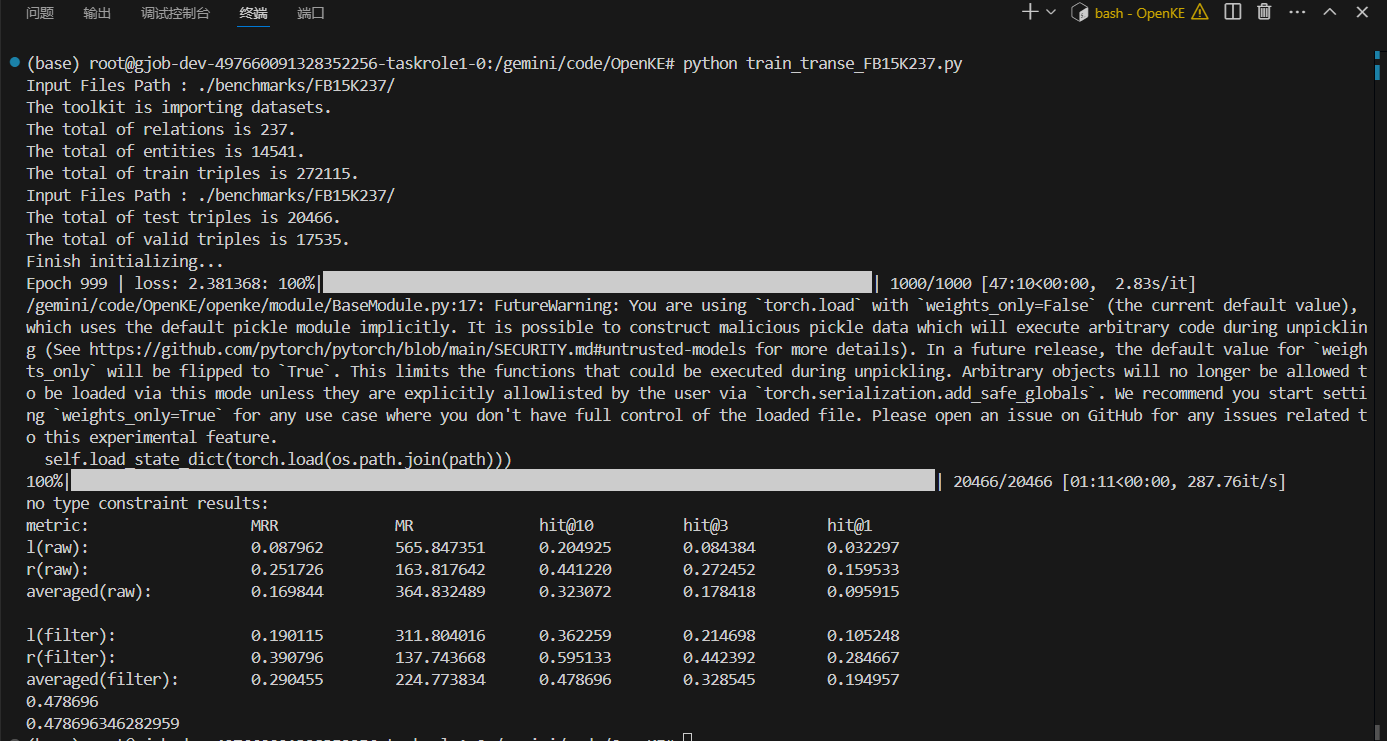 问题 输出 调试控制台 终端 端口 bash - OpenKE
(base) root@gjob-dev-497660091328352256-taskrole1-0:/gemini/code/OpenKE# python train_transe_FB15K237.py
Input Files Path : ./benchmarks/FB15K237/
The toolkit is importing datasets.
The total of relations is 237.
The total of entities is 14541.
The total of train triples is 272115.
Input Files Path : ./benchmarks/FB15K237/
The total of test triples is 20466.
The total of valid triples is 17535.
Finish initializing...
Epoch 999 | loss: 2.381368: 100%| | 1000/1000 [47:10<00:00,  2.83s/it]
/gemini/code/OpenKE/openke/module/BaseModule.py:17: FutureWarning: You are using `torch.load` with `weights_only=False` (the current default value),
which uses the default pickle module implicitly. It is possible to construct malicious pickle data which will execute arbitrary code during unpicklin
g (See https://github.com/pytorch/pytorch/blob/main/SECURITY.md#untrusted-models for more details). In a future release, the default value for `weigh
ts_only` will be flipped to `True`. This limits the functions that could be executed during unpickling. Arbitrary objects will no longer be allowed t
o be loaded via this mode unless they are explicitly allowlisted by the user via `torch.serialization.add_safe_globals`. We recommend you start setti
ng `weights_only=True` for any use case where you don't have full control of the loaded file. Please open an issue on GitHub for any issues related t
o this experimental feature.
self.load_state_dict(torch.load(os.path.join(path)))
100%| | 20466/20466 [01:11<00:00, 287.76it/s]
no type constraint results:
metric: MRR MR hit@10 hit@3 hit@1
l(raw): 0.087962 565.847351 0.204925 0.084384 0.032297
r(raw): 0.251726 163.817642 0.441220 0.272452 0.159533
averaged(raw): 0.169844 364.832489 0.323072 0.178418 0.095915
l(filter): 0.190115 311.804016 0.362259 0.214698 0.105248
r(filter): 0.390796 137.743668 0.595133 0.442392 0.284667
averaged(filter): 0.290455 224.773834 0.478696 0.328545 0.194957
0.478696
0.478696346282959